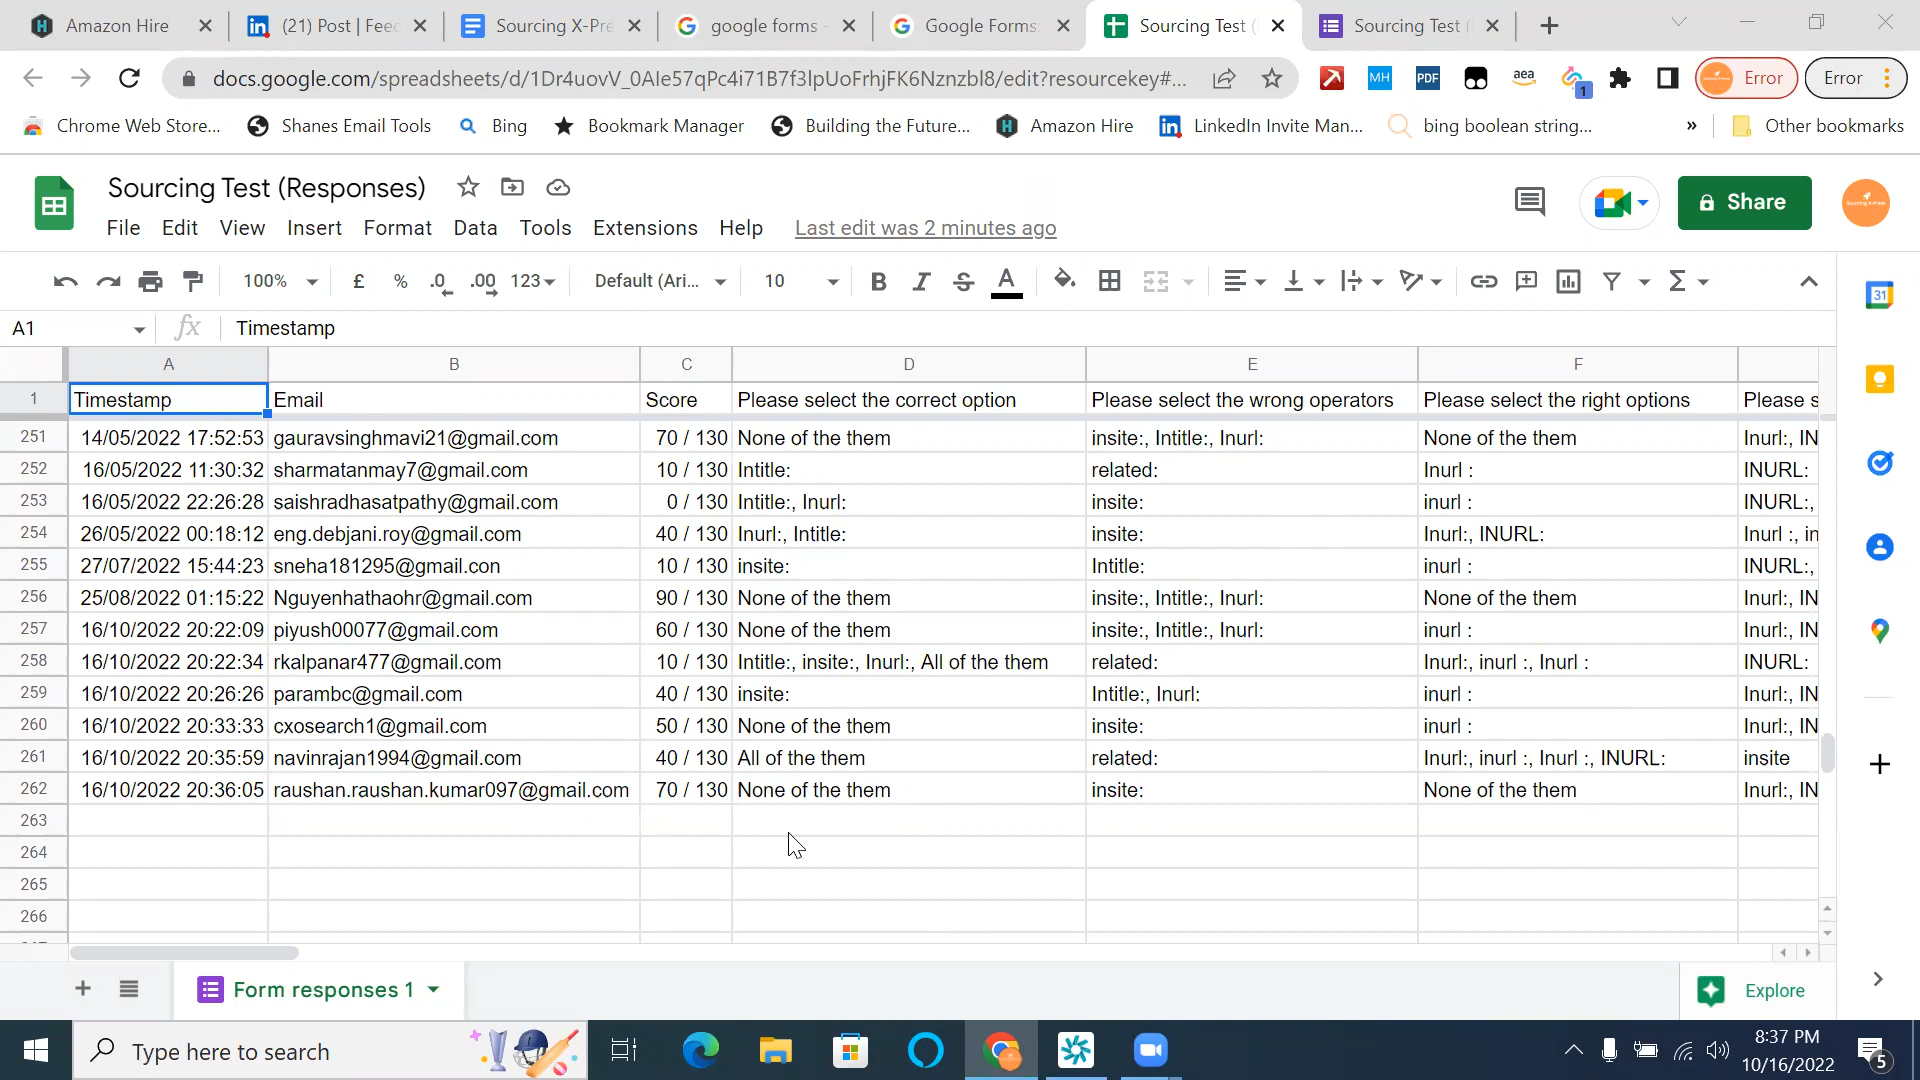 Amazon Hire
(21) Post | Feed
Sourcing X-Pre
google forms -
Google Forms:
Sourcing Test (
Sourcing Test (
docs.google.com/spreadsheets/d/1Dr4uovV_0AIe57qPc4i71B7f3lpUoFrhjFK6Nznzbl8/edit?resourcekey#...
MH
PDF
aea
1
Error
Error
Chrome Web Store...
Shanes Email Tools
Bing
Bookmark Manager
Building the Future...
Amazon Hire
LinkedIn Invite Man...
bing boolean string...
»
Other bookmarks
Sourcing Test (Responses)
Share
File Edit View Insert Format Data Tools Extensions Help Last edit was 2 minutes ago
100% £ % .0 .00 123 Default (Ari... 10 B I S A
31
A1 fx Timestamp
A B C D E F
1 Timestamp Email Score Please select the correct option Please select the wrong operators Please select the right options Please s
251 14/05/2022 17:52:53 gauravsinghmavi21@gmail.com 70 / 130 None of the them insite:, Intitle:, Inurl: None of the them Inurl:, IN
252 16/05/2022 11:30:32 sharmatanmay7@gmail.com 10 / 130 Intitle: related: Inurl : INURL:
253 16/05/2022 22:26:28 saishradhasatpathy@gmail.com 0 / 130 Intitle:, Inurl: insite: inurl : INURL:,
254 26/05/2022 00:18:12 eng.debjani.roy@gmail.com 40 / 130 Inurl:, Intitle: insite: Inurl:, INURL: Inurl :, in
255 27/07/2022 15:44:23 sneha181295@gmail.con 10 / 130 insite: Intitle: inurl : INURL:,
256 25/08/2022 01:15:22 Nguyenhathaohr@gmail.com 90 / 130 None of the them insite:, Intitle:, Inurl: None of the them Inurl:, IN
257 16/10/2022 20:22:09 piyush00077@gmail.com 60 / 130 None of the them insite:, Intitle:, Inurl: inurl : Inurl:, IN
258 16/10/2022 20:22:34 rkalpanar477@gmail.com 10 / 130 Intitle:, insite:, Inurl:, All of the them related: Inurl:, inurl :, Inurl : INURL:
259 16/10/2022 20:26:26 parambc@gmail.com 40 / 130 insite: Intitle:, Inurl: inurl : Inurl:, IN
260 16/10/2022 20:33:33 cxosearch1@gmail.com 50 / 130 None of the them insite: inurl : Inurl:, IN
261 16/10/2022 20:35:59 navinrajan1994@gmail.com 40 / 130 All of the them related: Inurl:, inurl :, Inurl :, INURL: insite
262 16/10/2022 20:36:05 raushan.raushan.kumar097@gmail.com 70 / 130 None of the them insite: None of the them Inurl:, IN
263
264
265
266
Form responses 1
Explore
Type here to search
8:37 PM
10/16/2022
5